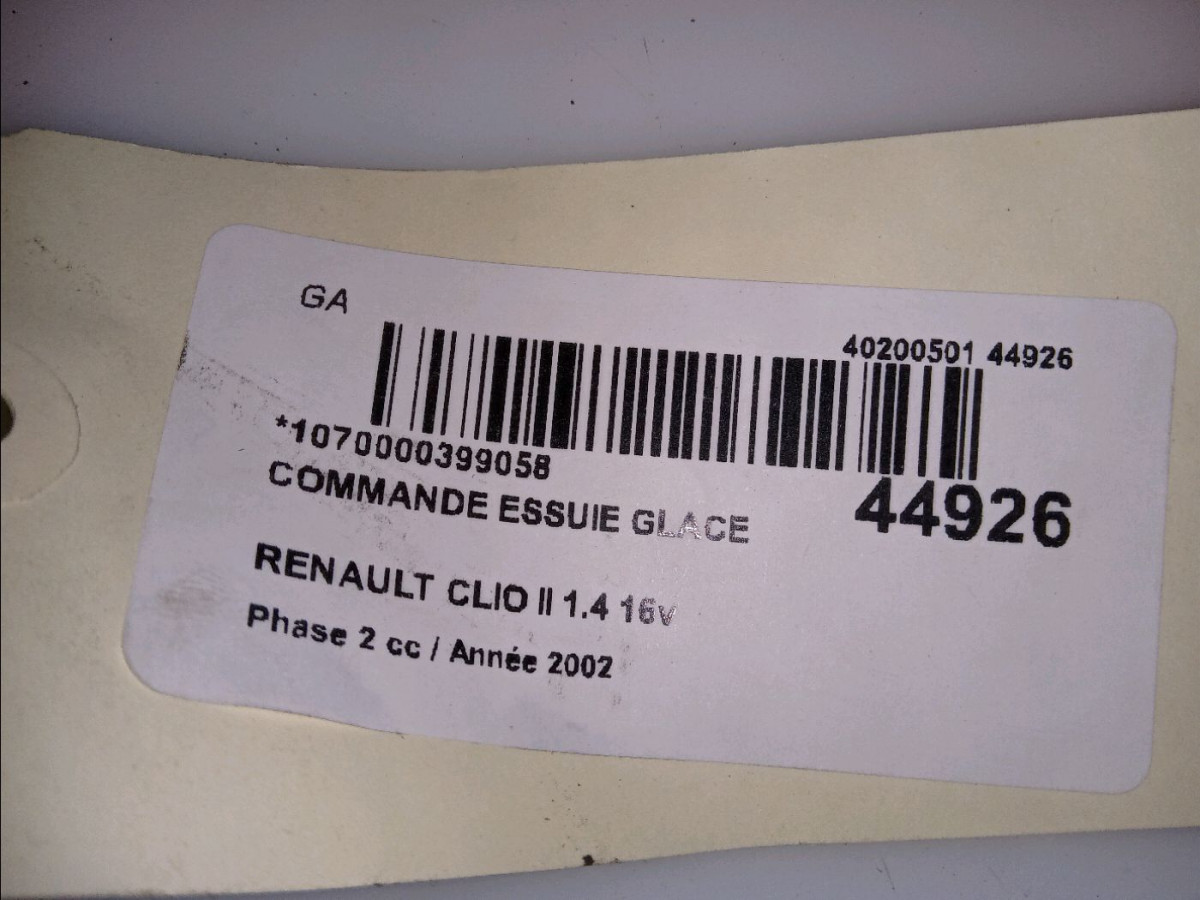 GA
40200501 44926
*1070000399058
44926
COMMANDE ESSUIE GLACE
RENAULT CLIO II 1.4 16v
Phase 2 cc / Année 2002